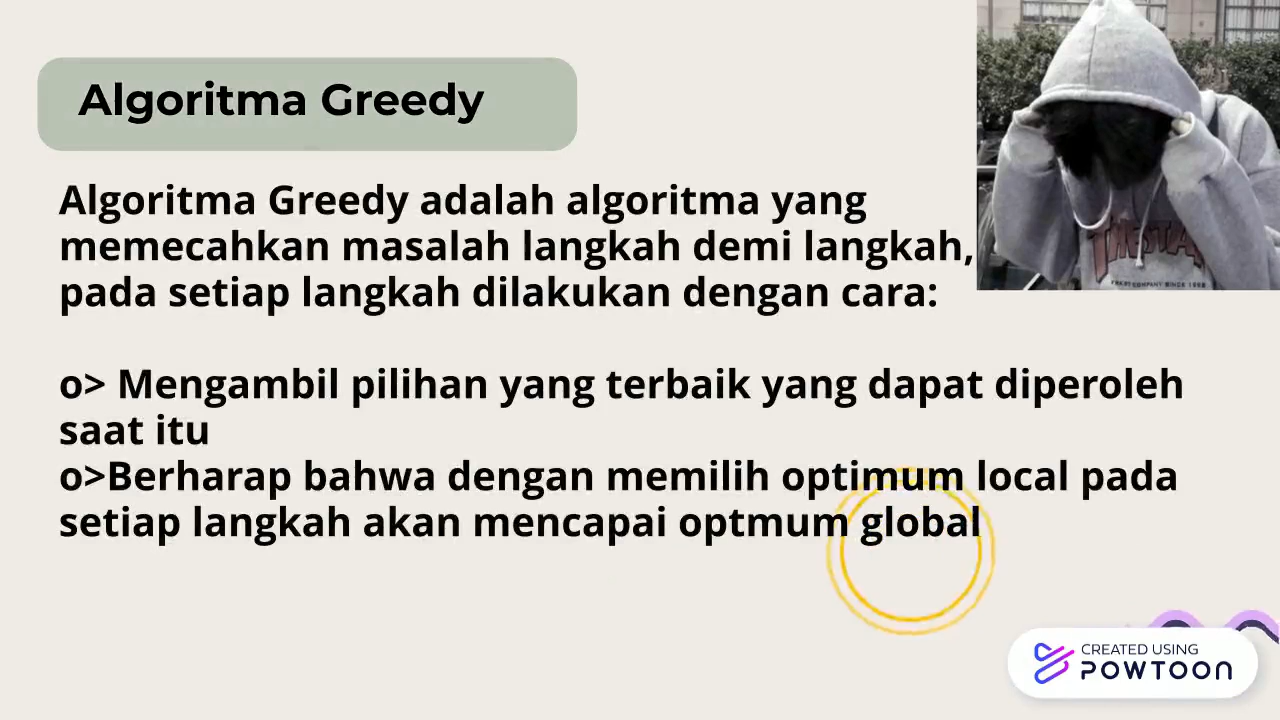 Algoritma Greedy
Algoritma Greedy adalah algoritma yang
memecahkan masalah langkah demi langkah,
pada setiap langkah dilakukan dengan cara:
o> Mengambil pilihan yang terbaik yang dapat diperoleh
saat itu
o>Berharap bahwa dengan memilih optimum local pada
setiap langkah akan mencapai optmum global
CREATED USING
POWTOON